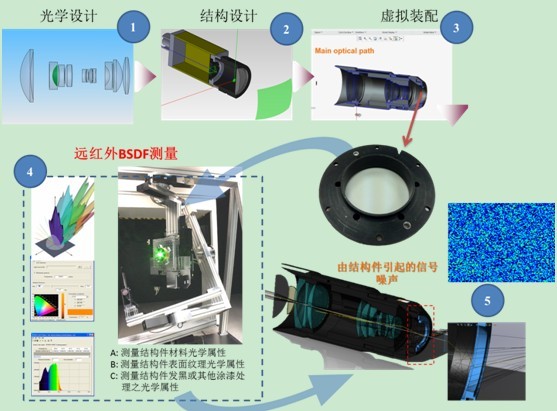 光学设计
1
结构设计
2
虚拟装配
3
Main optical path
远红外BSDF测量
4
A: 测量结构件材料光学属性
B: 测量结构件表面纹理光学属性
C: 测量结构件发黑或其他涂漆处
理之光学属性
由结构件引起的信号
噪声
5